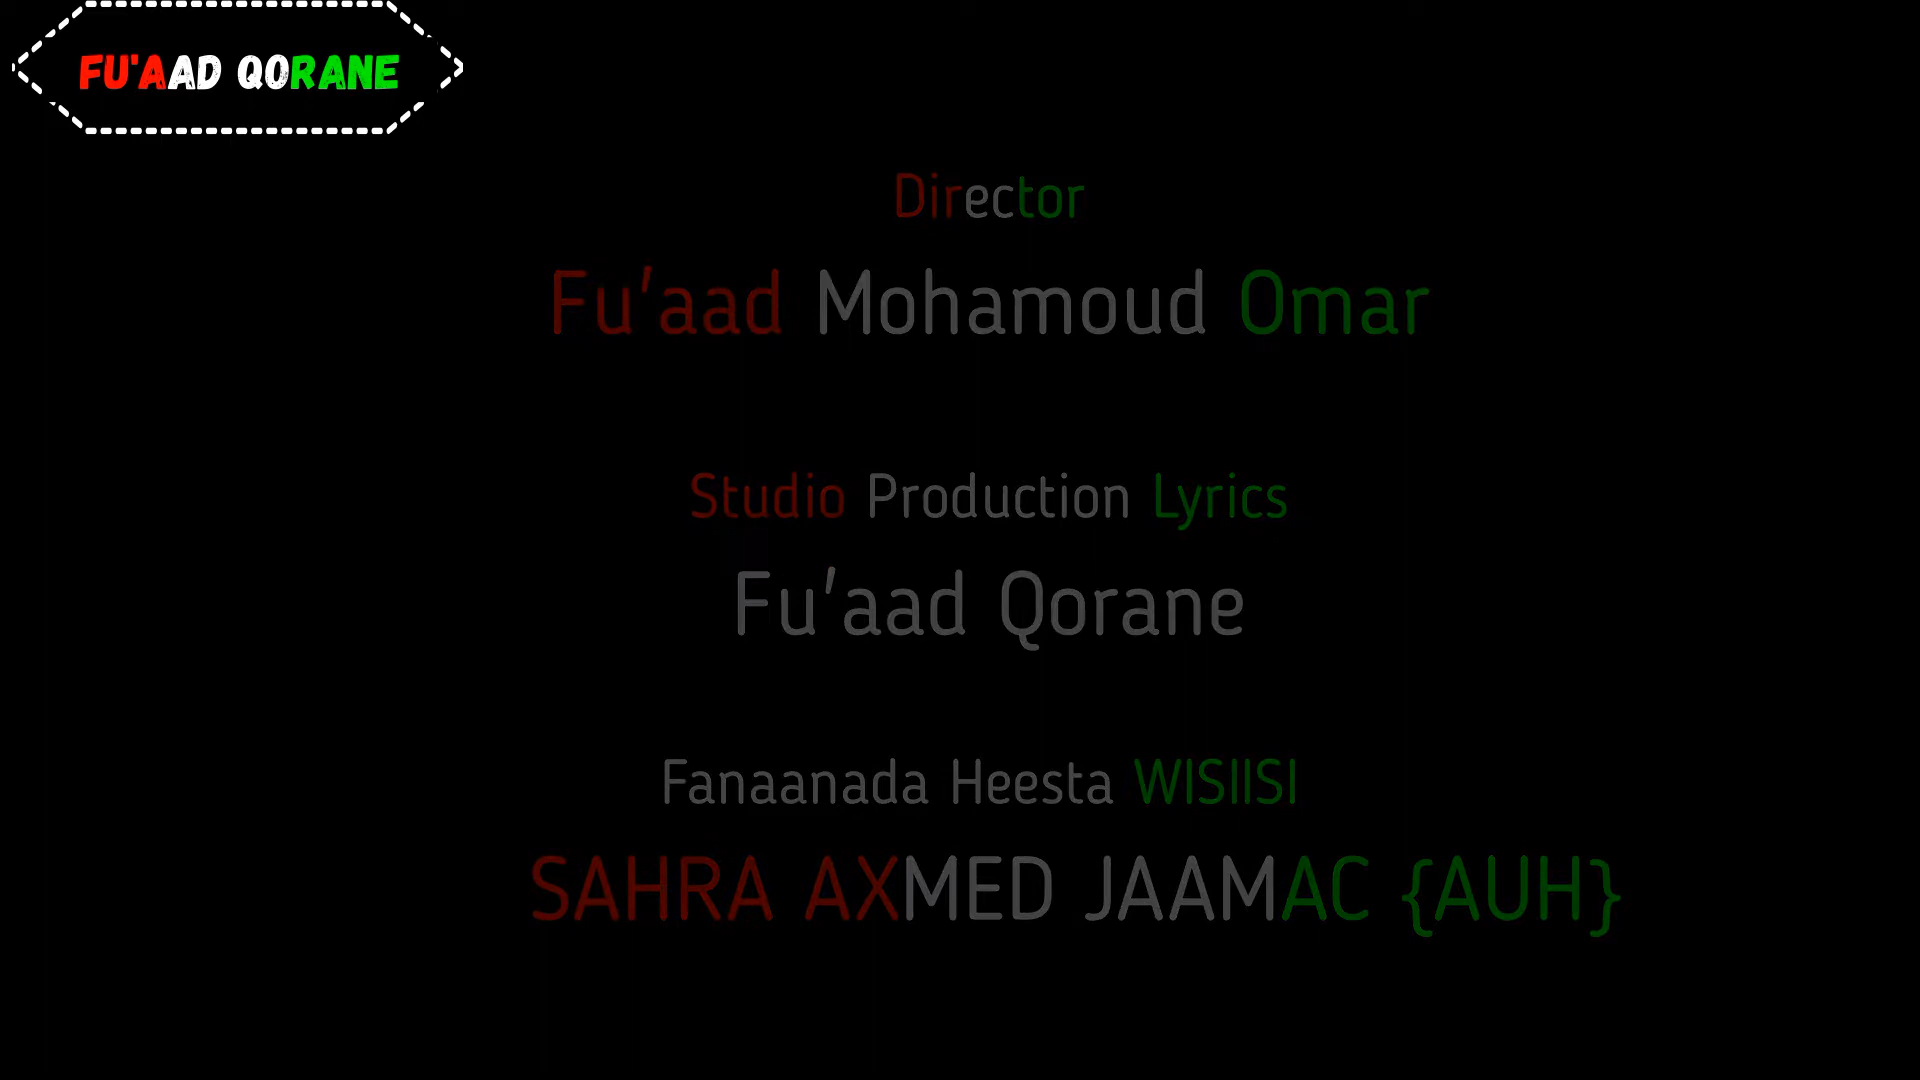 FU'AAD QORANE
Director
Fu'aad Mohamoud Omar
Studio Production Lyrics
Fu'aad Qorane
Fanaanada Heesta WISIISI
SAHRA AXMED JAAMAC {AUH}